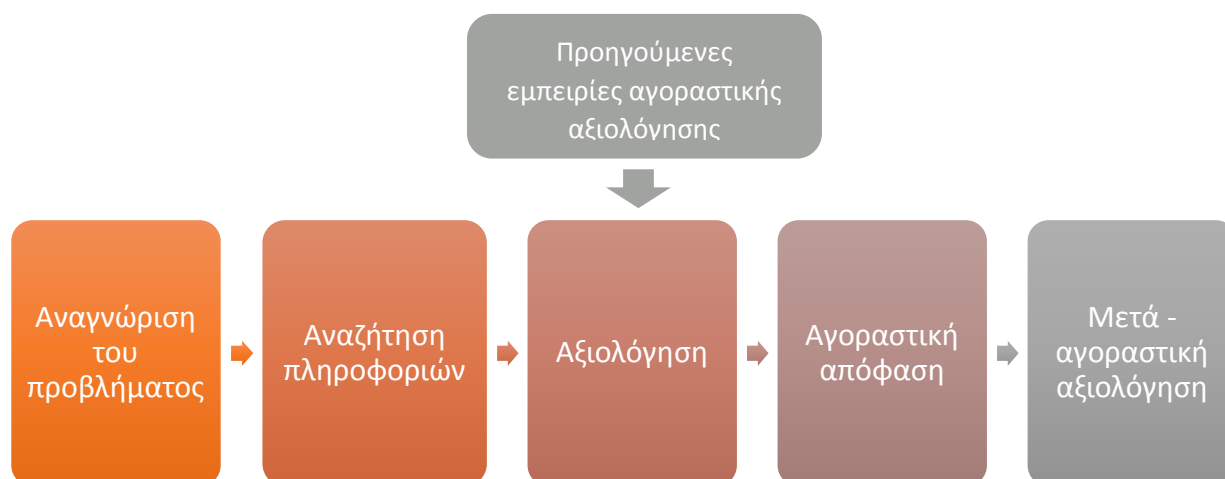 Προηγούμενες
εμπειρίες αγοραστικής
αξιολόγησης
Αναγνώριση
του
προβλήματος
Αναζήτηση
πληροφοριών
Αξιολόγηση
Αγοραστική
απόφαση
Μετά -
αγοραστική
αξιολόγηση